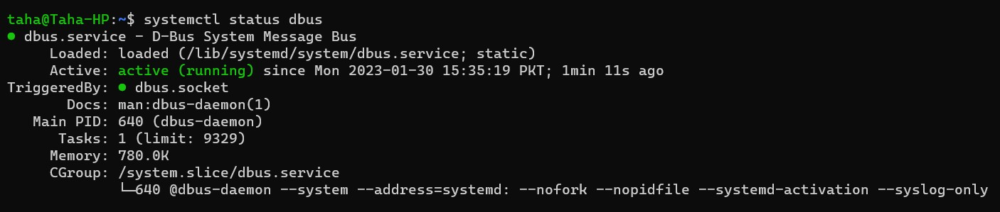 taha@Taha-HP:~$ systemctl status dbus
● dbus.service - D-Bus System Message Bus
     Loaded: loaded (/lib/systemd/system/dbus.service; static)
     Active: active (running) since Mon 2023-01-30 15:35:19 PKT; 1min 11s ago
TriggeredBy: ● dbus.socket
       Docs: man:dbus-daemon(1)
   Main PID: 640 (dbus-daemon)
      Tasks: 1 (limit: 9329)
     Memory: 780.0K
     CGroup: /system.slice/dbus.service
             └─640 @dbus-daemon --system --address=systemd: --nofork --nopidfile --systemd-activation --syslog-only